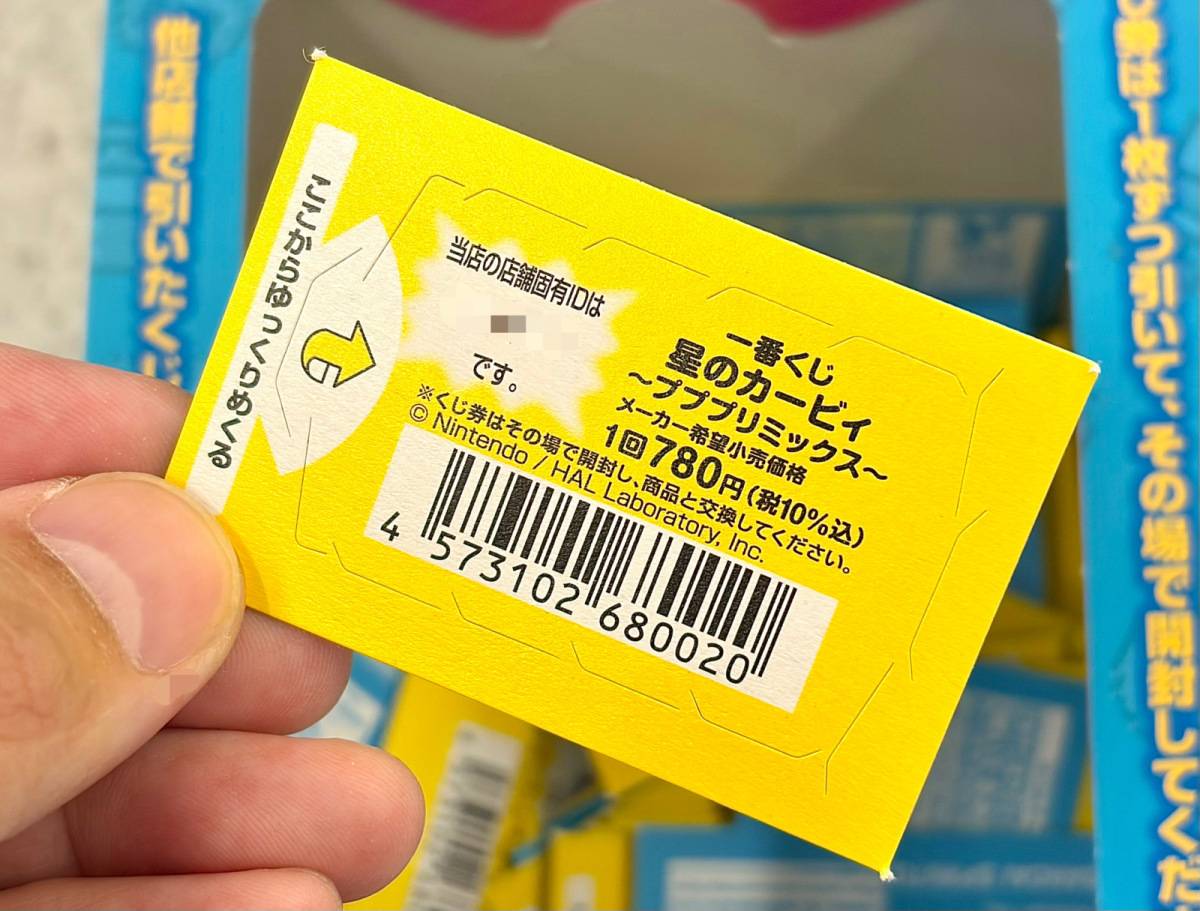 他店舗で引いたくじ
券は1枚ずつ引いて、その場で開封してくだ
ここからゆっくりめくる
当店の店舗固有IDは
です。
一番くじ
星のカービィ
～プププリミックス～
メーカー希望小売価格
1回780円(税10%込)
※くじ券はその場で開封し、商品と交換してください。
© Nintendo / HAL Laboratory, Inc.
4 573102 680020